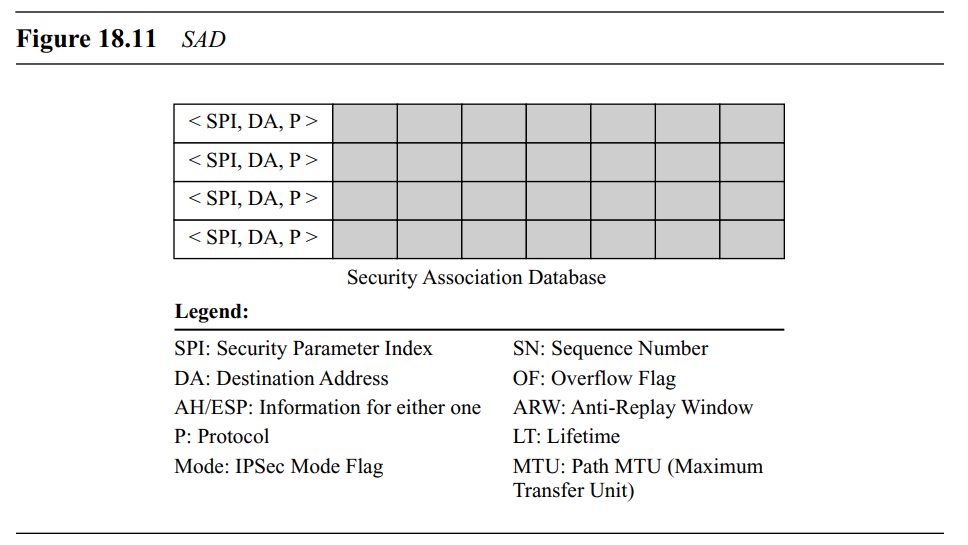 Figure 18.11 SAD
< SPI, DA, P >
< SPI, DA, P >
< SPI, DA, P >
< SPI, DA, P >
Security Association Database
Legend:
SPI: Security Parameter Index
DA: Destination Address
AH/ESP: Information for either one
P: Protocol
Mode: IPSec Mode Flag
SN: Sequence Number
OF: Overflow Flag
ARW: Anti-Replay Window
LT: Lifetime
MTU: Path MTU (Maximum
Transfer Unit)